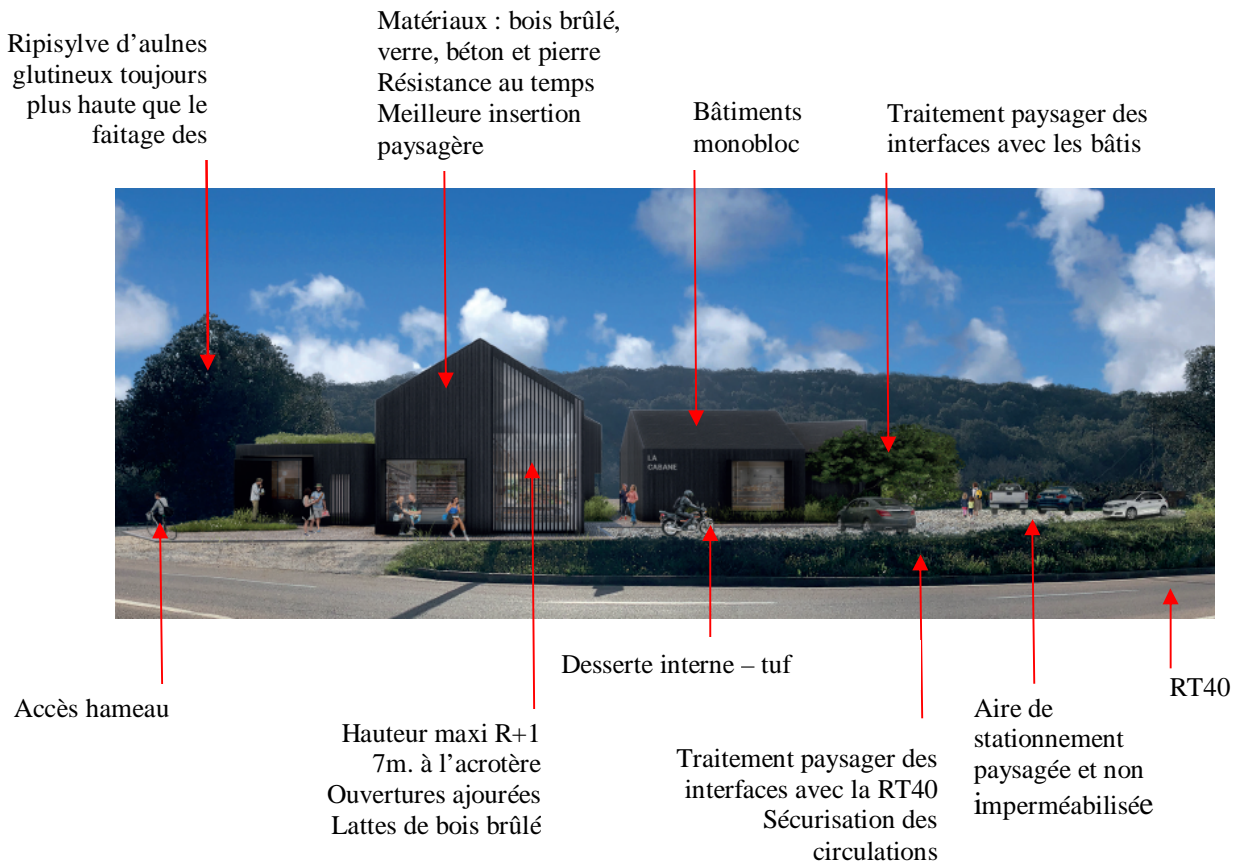 Ripisylve d’aulnes
glutineux toujours
plus haute que le
faitage des
Matériaux : bois brûlé,
verre, béton et pierre
Résistance au temps
Meilleure insertion
paysagère
Bâtiments
monobloc
Traitement paysager des
interfaces avec les bâtis
LA
CABANE
Accès hameau
Hauteur maxi R+1
7m. à l’acrotère
Ouvertures ajourées
Lattes de bois brûlé
Desserte interne – tuf
Traitement paysager des
interfaces avec la RT40
Sécurisation des
circulations
Aire de
stationnement
paysagée et non
imperméabilisée
RT40